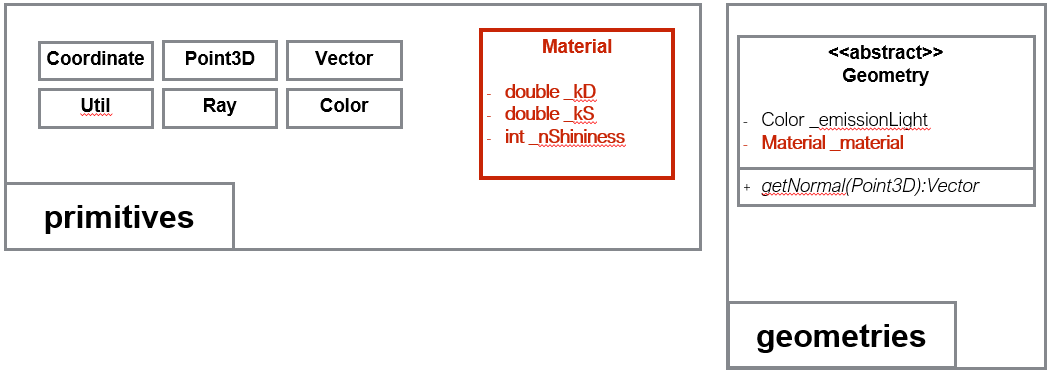 Coordinate Point3D Vector
Util Ray Color
primitives
Material
- double _kD
- double _kS
- int _nShininess
<<abstract>>
Geometry
- Color _emissionLight
- Material _material
+ getNormal(Point3D):Vector
geometries